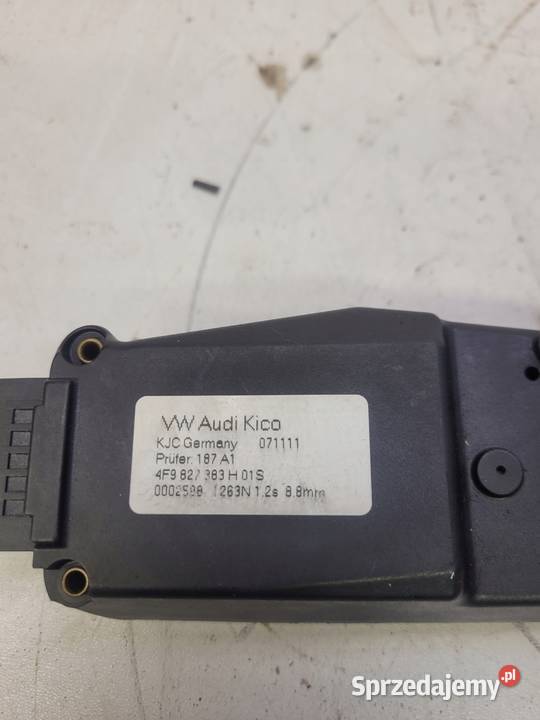 VW Audi Kico
KJC Germany 071111
Prüfer: 187 A1
4F9 827 383 H 01S
0002598 1263N 1.2s 8.8mm
Sprzedajemy.pl